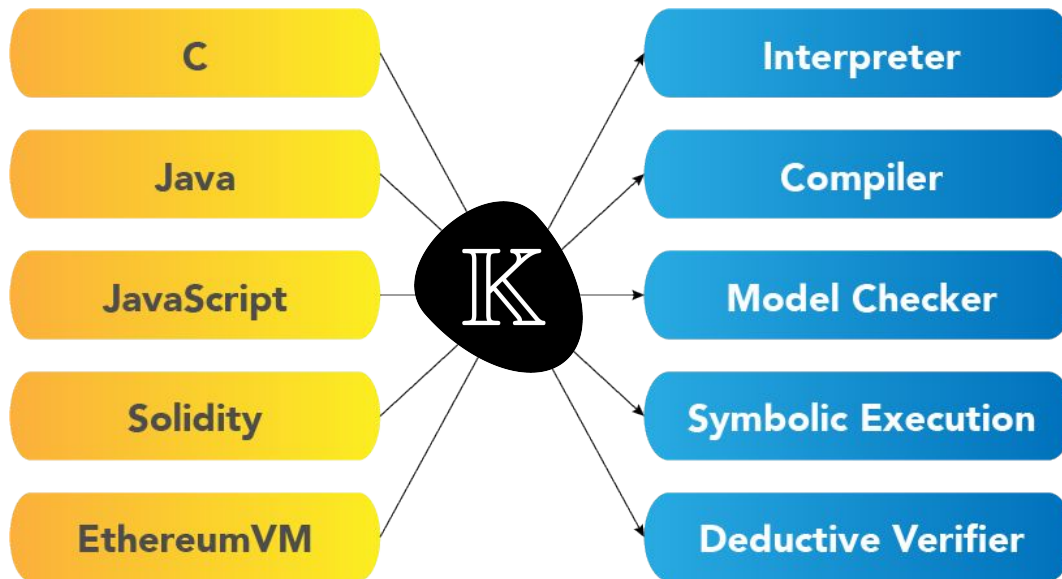 C
Java
JavaScript
Solidity
EthereumVM
𝕂
Interpreter
Compiler
Model Checker
Symbolic Execution
Deductive Verifier